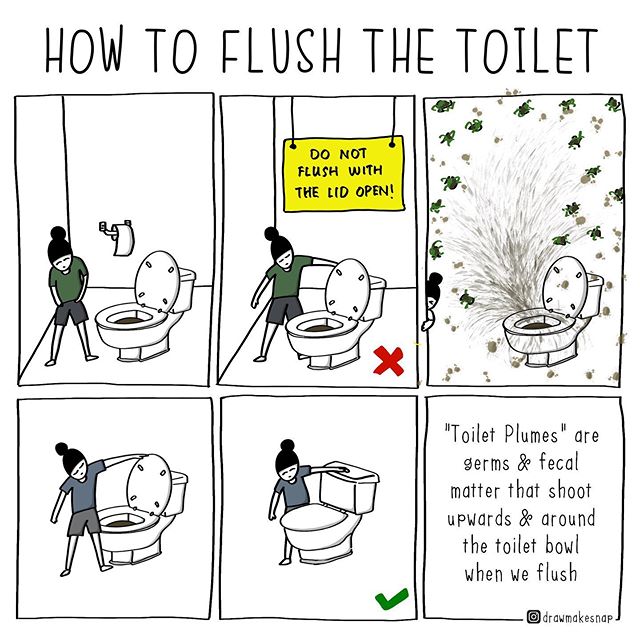 HOW TO FLUSH THE TOILET
DO NOT
FLUSH WITH
THE LID OPEN!
"Toilet Plumes" are
germs & fecal
matter that shoot
upwards & around
the toilet bowl
when we flush
drawmakesnap